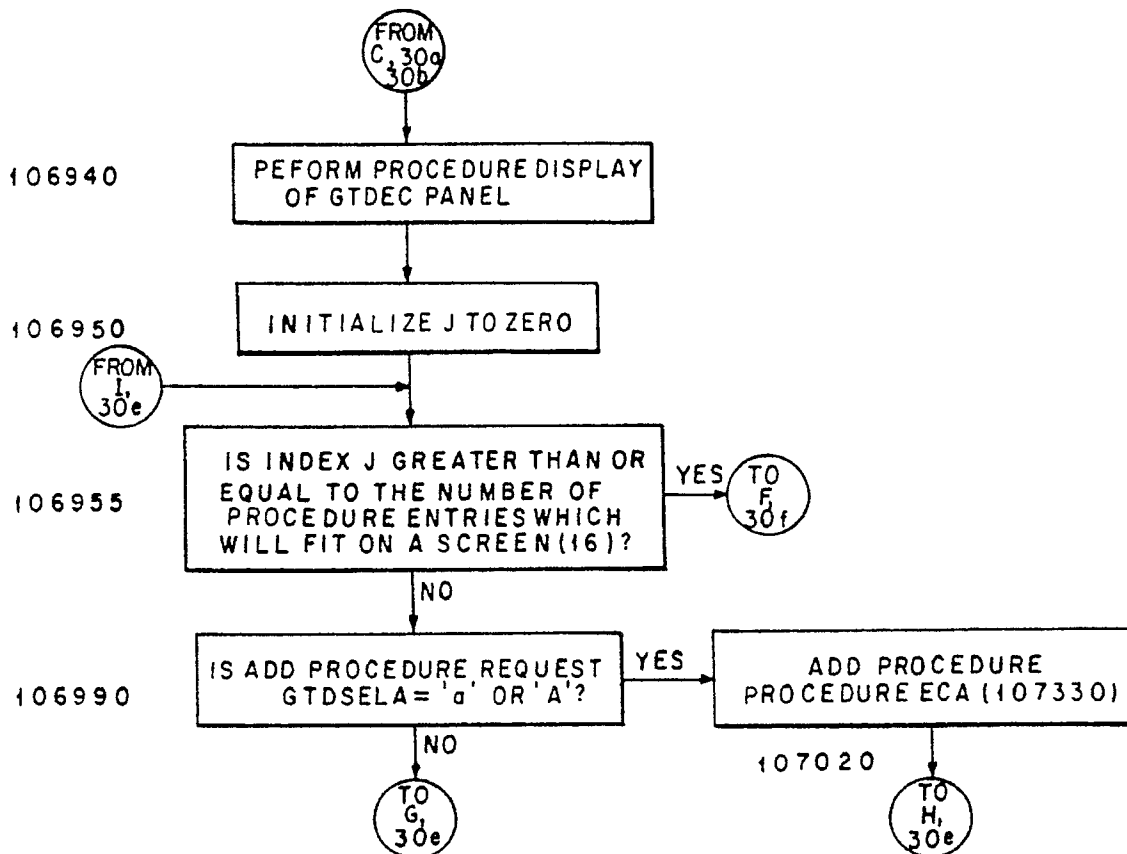 FROM
C, 30a
30b
106940
PEFORM PROCEDURE DISPLAY
OF GTDEC PANEL
106950
INITIALIZE J TO ZERO
FROM
I,
30e
106955
IS INDEX J GREATER THAN OR
EQUAL TO THE NUMBER OF
PROCEDURE ENTRIES WHICH
WILL FIT ON A SCREEN (16)?
YES
TO
F,
30f
NO
106990
IS ADD PROCEDURE REQUEST
GTDSELA = 'a' OR 'A'?
YES
ADD PROCEDURE
PROCEDURE ECA (107330)
NO
107020
TO
G,
30e
TO
H,
30e